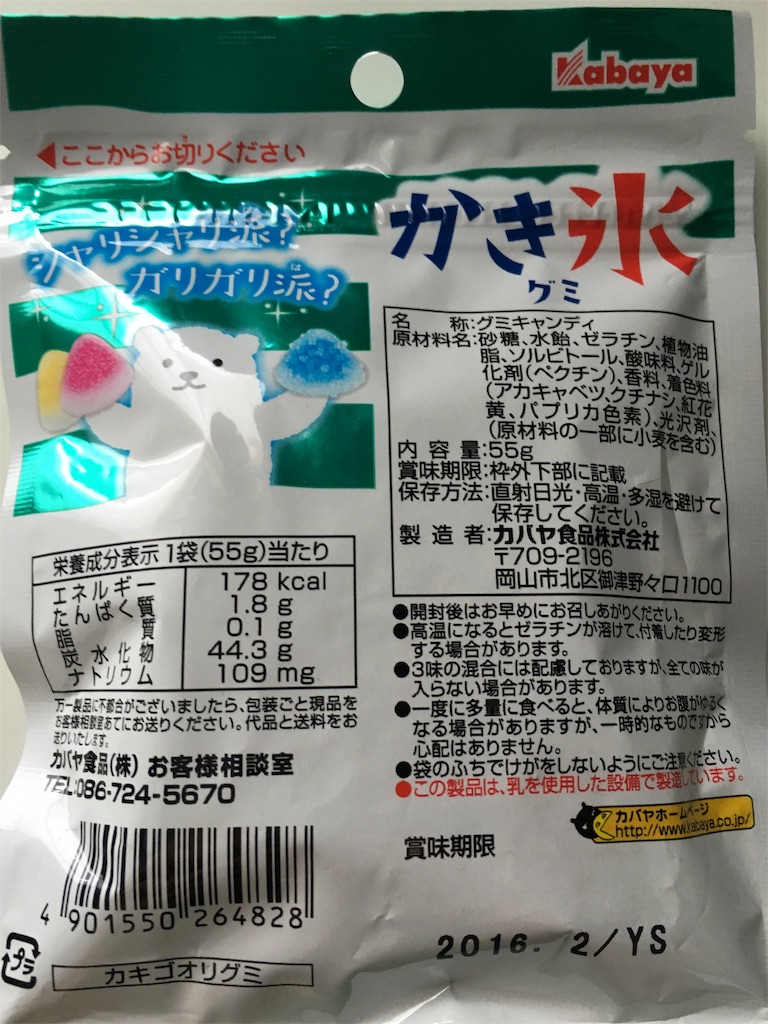 Kabaya
◀ここからお切りください
シャリシャリ派?
ガリガリ派?
は
かき氷
グミ
名　称:グミキャンディ
原材料名:砂糖、水飴、ゼラチン、植物油
脂、ソルビトール、酸味料、ゲル
化剤(ペクチン)、香料、着色料
(アカキャベツ、クチナシ、紅花
黄、パプリカ色素)、光沢剤、
(原材料の一部に小麦を含む)
内容量:55g
賞味期限:枠外下部に記載
保存方法:直射日光・高温・多湿を避けて
保存してください。
製造者:カバヤ食品株式会社
〒709-2196
岡山市北区御津野々口1100
栄養成分表示 1袋(55g)当たり
エネルギー 178 kcal
たんぱく質 1.8 g
脂質 0.1 g
炭水化物 44.3 g
ナトリウム 109 mg
万一製品に不都合がございましたら、包装ごと現品を
お客様相談室あてにお送りください。代品と送料をお
送りいたします。
カバヤ食品(株) お客様相談室
TEL:086-724-5670
●開封後はお早めにお召しあがりください。
●高温になるとゼラチンが溶けて、付着したり変形
する場合があります。
●3味の混合には配慮しておりますが、全ての味が
入らない場合があります。
●一度に多量に食べると、体質によりお腹がゆるく
なる場合がありますが、一時的なものですから
心配はありません。
●袋のふちでけがをしないようにご注意ください。
●この製品は、乳を使用した設備で製造しています。
カバヤホームページ
http://www.kabaya.co.jp/
賞味期限
2016. 2/YS
4 901550 264828
プラ
カキゴオリグミ